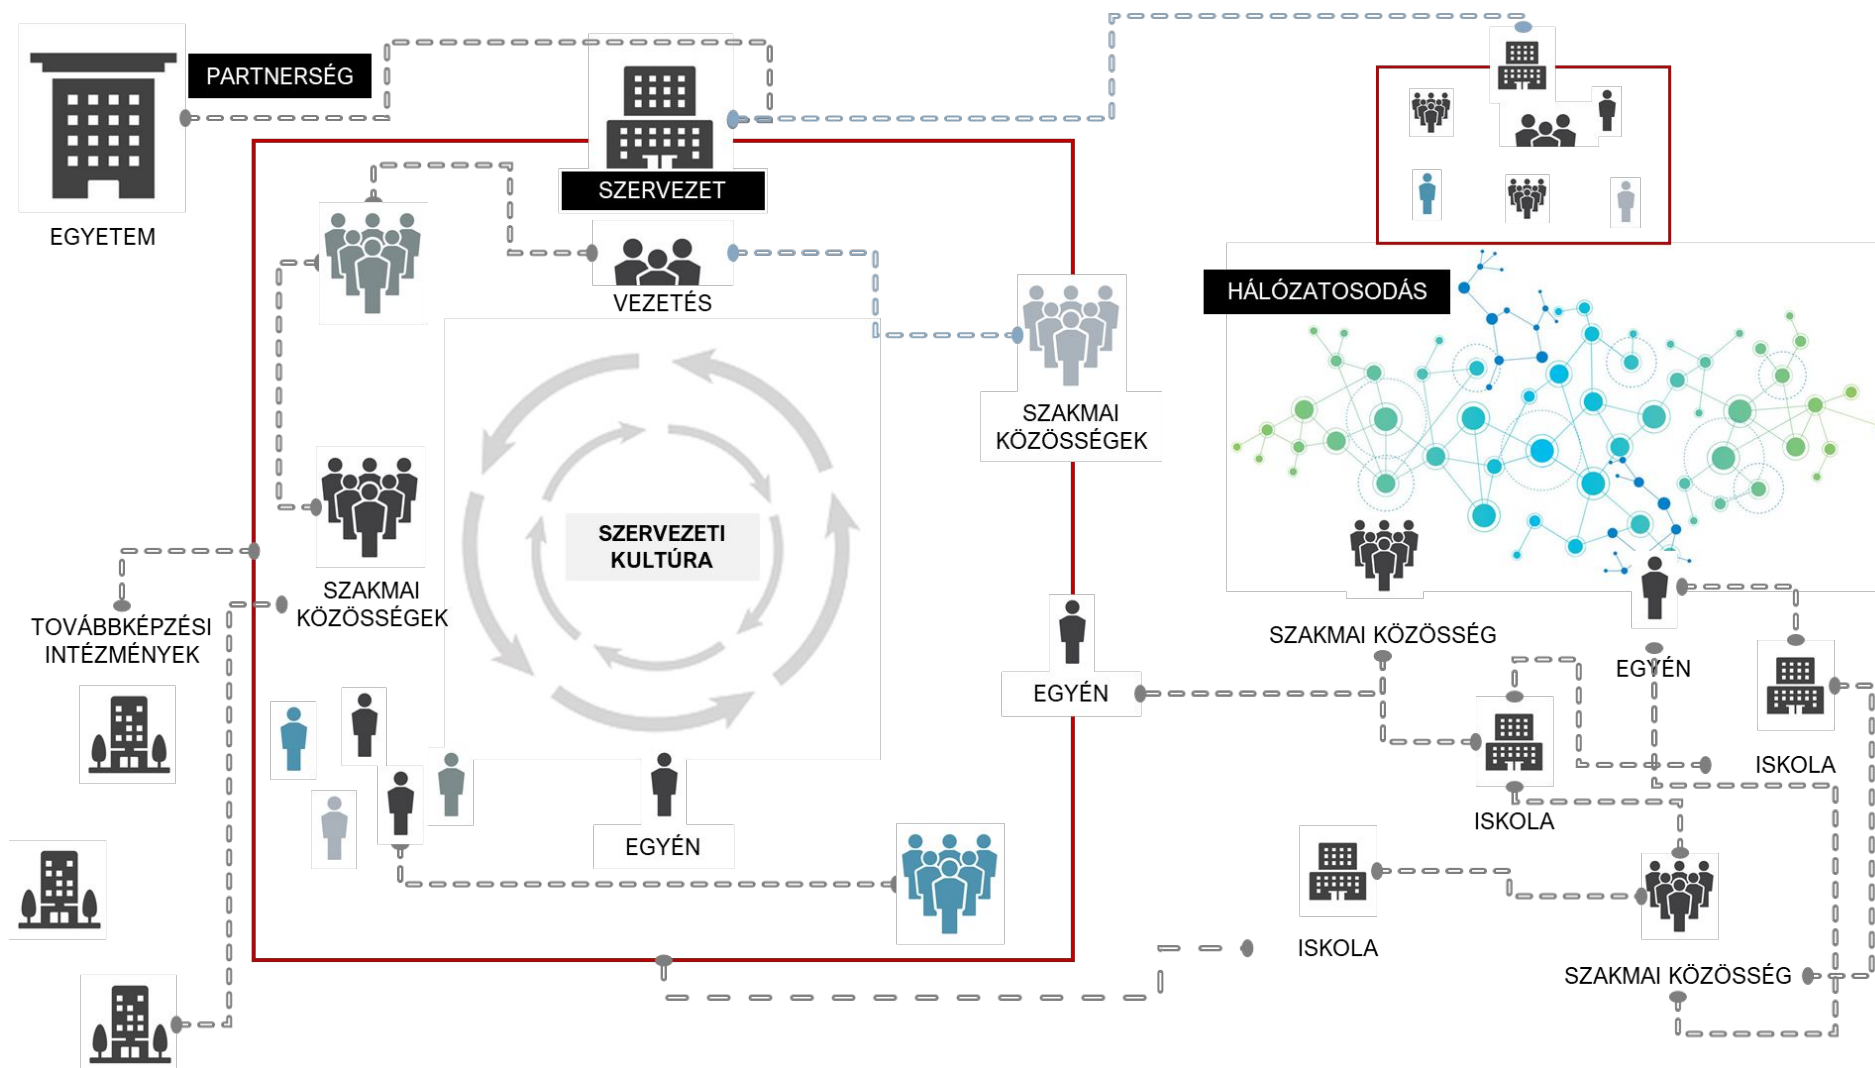 PARTNERSÉG
EGYETEM
SZERVEZET
VEZETÉS
SZAKMAI
KÖZÖSSÉGEK
SZERVEZETI
KULTÚRA
SZAKMAI
KÖZÖSSÉGEK
TOVÁBBKÉPZÉSI
INTÉZMÉNYEK
EGYÉN
EGYÉN
HÁLÓZATOSODÁS
SZAKMAI KÖZÖSSÉG
EGYÉN
ISKOLA
ISKOLA
ISKOLA
SZAKMAI KÖZÖSSÉG